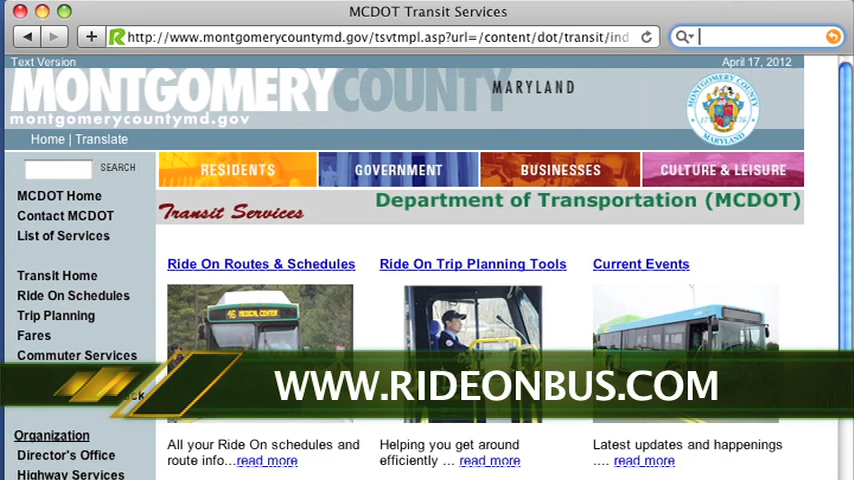 MCDOT Transit Services
http://www.montgomerycountymd.gov/tsvtmpl.asp?url=/content/dot/transit/ind
Text Version
April 17, 2012
MONTGOMERY COUNTY MARYLAND
montgomerycountymd.gov
Home | Translate
SEARCH
RESIDENTS
GOVERNMENT
BUSINESSES
CULTURE & LEISURE
MCDOT Home
Contact MCDOT
List of Services
Transit Home
Ride On Schedules
Trip Planning
Fares
Commuter Services
Organization
Director's Office
Highway Services
Transit Services
Department of Transportation (MCDOT)
Ride On Routes & Schedules
46 MEDICAL CENTER
All your Ride On schedules and
route info...read more
Ride On Trip Planning Tools
Helping you get around
efficiently ... read more
Current Events
Latest updates and happenings
.... read more
WWW.RIDEONBUS.COM